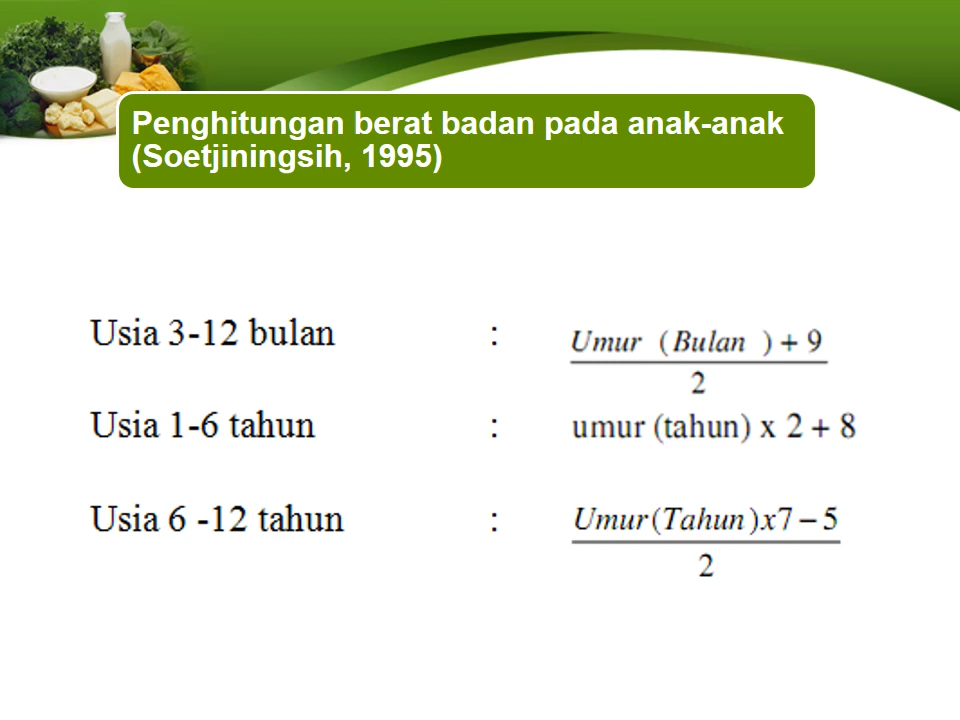 Penghitungan berat badan pada anak-anak
(Soetjiningsih, 1995)
Usia 3-12 bulan : Umur (Bulan ) + 9
2
Usia 1-6 tahun : umur (tahun) x 2 + 8
Usia 6 -12 tahun : Umur(Tahun)x7 – 5
2